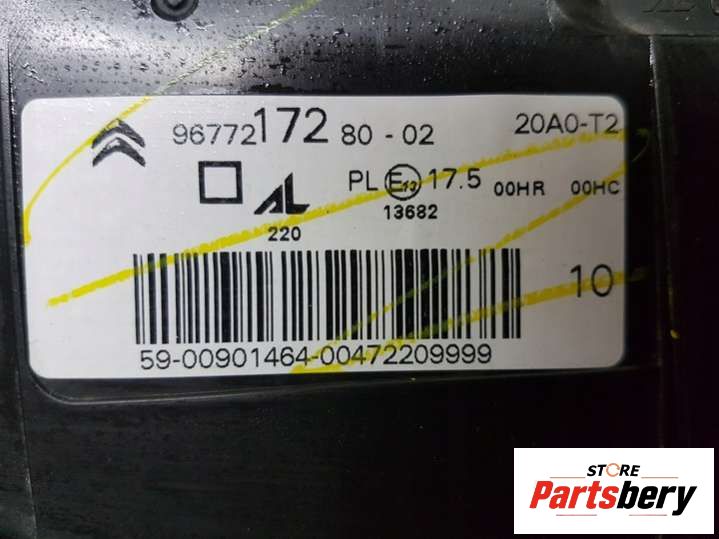 96772172 80 - 02 20A0-T2
AL PL E13 17.5 00HR 00HC
220 13682
10
59-00901464-00472209999
STORE
Partsbery